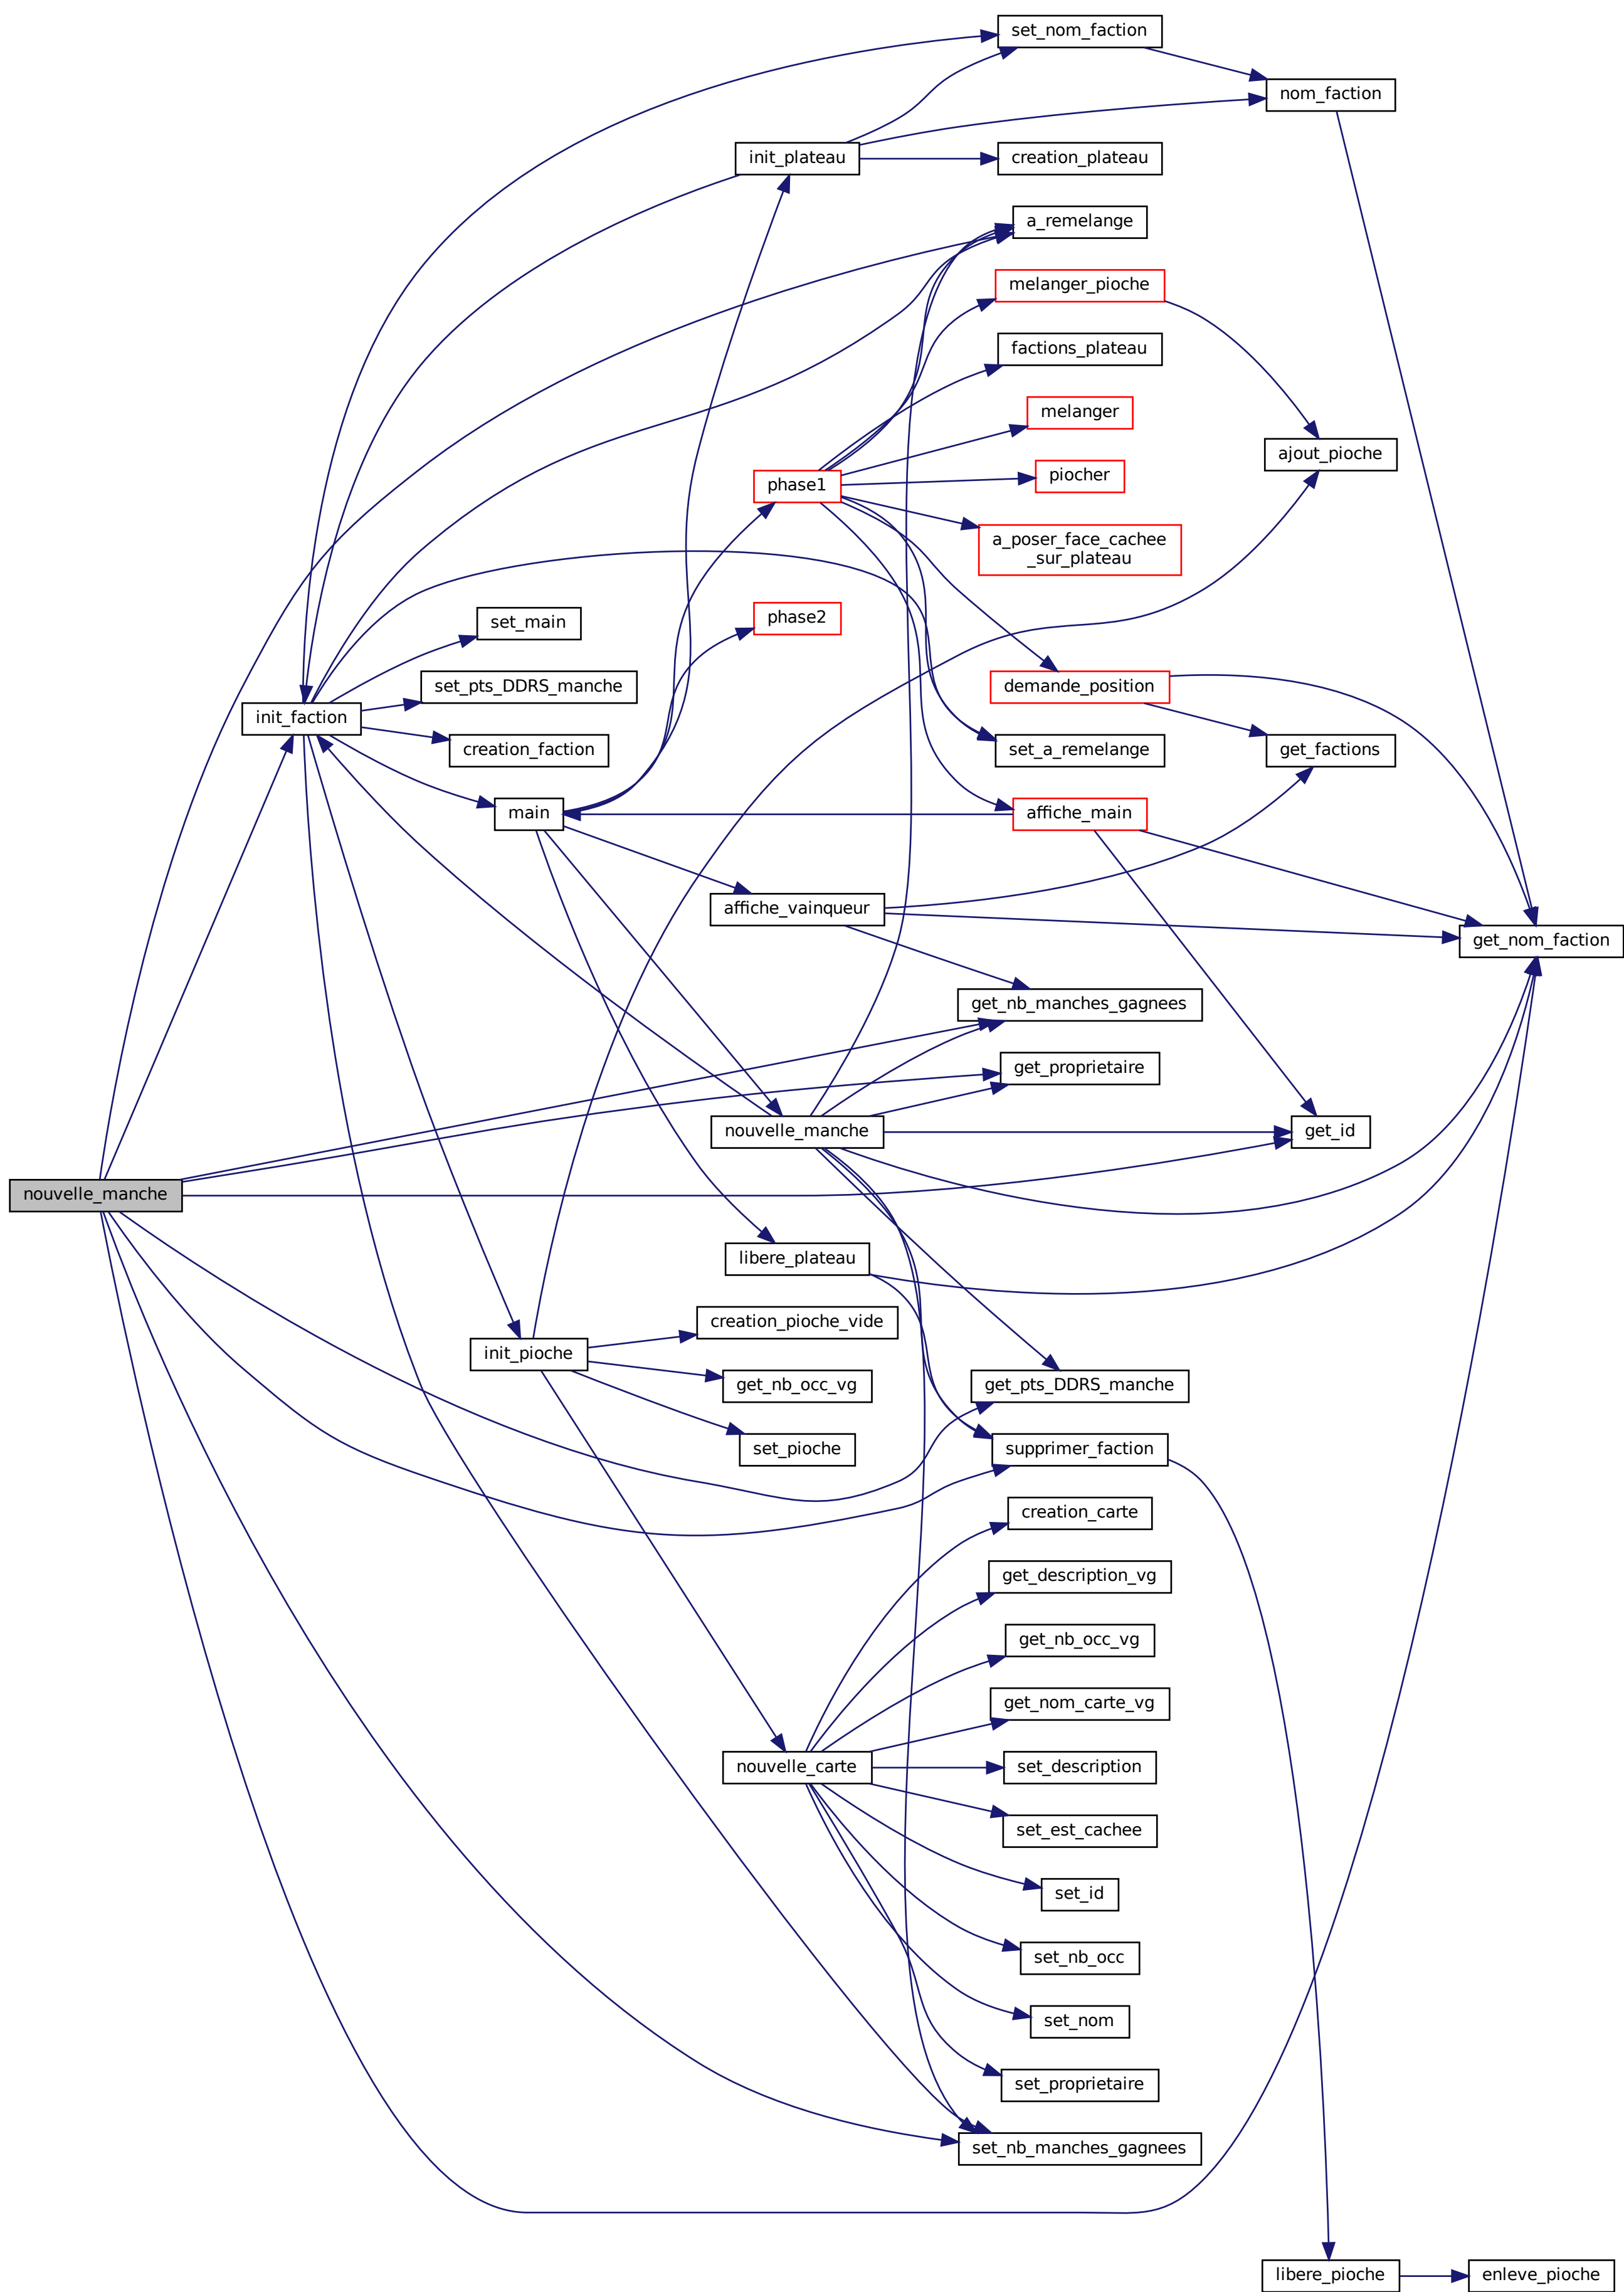 set_nom_faction
nom_faction
init_plateau
creation_plateau
a_remelange
melanger_pioche
factions_plateau
melanger
ajout_pioche
phase1
piocher
a_poser_face_cachee
_sur_plateau
phase2
set_main
set_pts_DDRS_manche
demande_position
init_faction
creation_faction
set_a_remelange
get_factions
main
affiche_main
affiche_vainqueur
get_nom_faction
get_nb_manches_gagnees
get_proprietaire
nouvelle_manche
get_id
nouvelle_manche
libere_plateau
creation_pioche_vide
init_pioche
get_nb_occ_vg
get_pts_DDRS_manche
set_pioche
supprimer_faction
creation_carte
get_description_vg
get_nb_occ_vg
get_nom_carte_vg
nouvelle_carte
set_description
set_est_cachee
set_id
set_nb_occ
set_nom
set_proprietaire
set_nb_manches_gagnees
libere_pioche
enleve_pioche